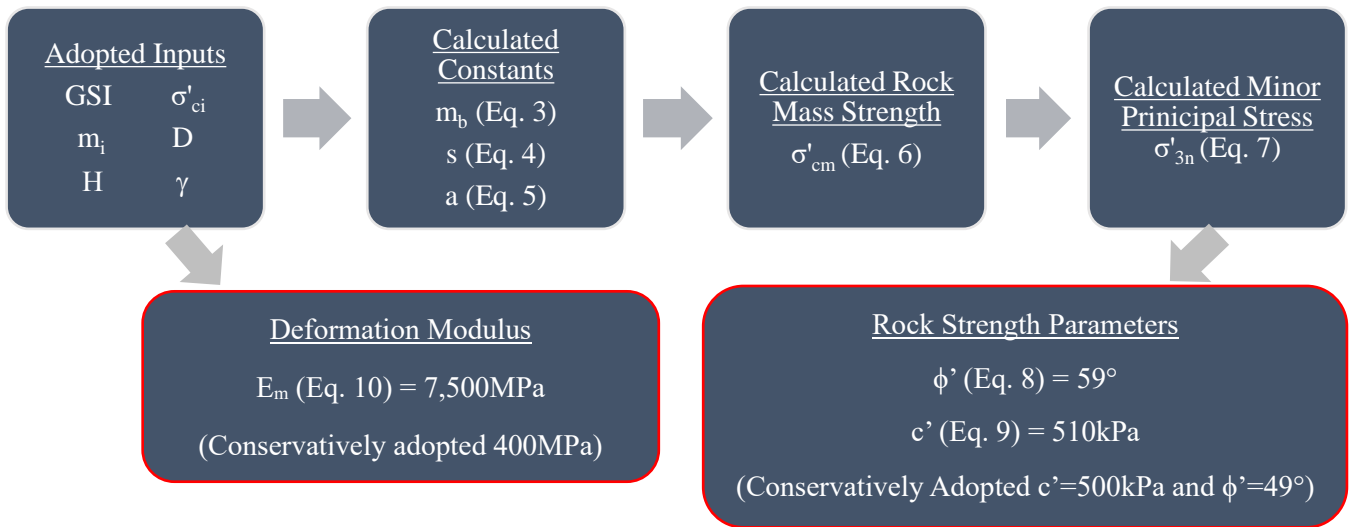 Adopted Inputs
GSI σ'ci
mi D
H γ
Calculated
Constants
mb (Eq. 3)
s (Eq. 4)
a (Eq. 5)
Calculated Rock
Mass Strength
σ'cm (Eq. 6)
Calculated Minor
Prinicipal Stress
σ'3n (Eq. 7)
Deformation Modulus
Em (Eq. 10) = 7,500MPa
(Conservatively adopted 400MPa)
Rock Strength Parameters
ϕ’ (Eq. 8) = 59°
c’ (Eq. 9) = 510kPa
(Conservatively Adopted c’=500kPa and ϕ’=49°)